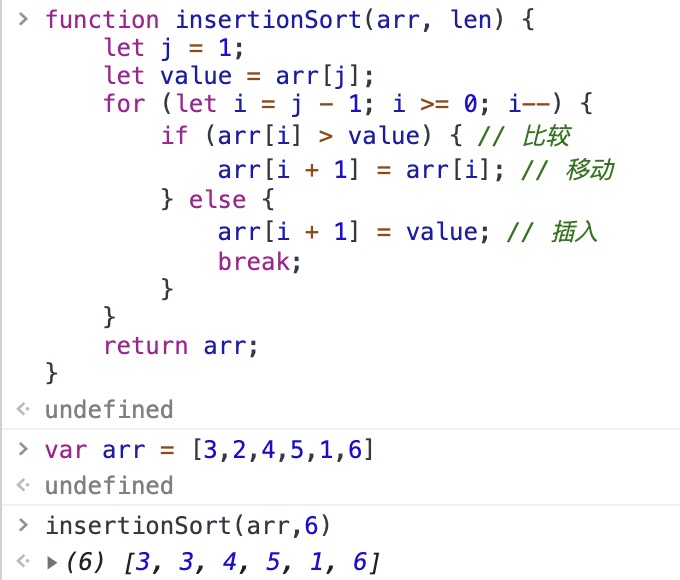 > function insertionSort(arr, len) {
let j = 1;
let value = arr[j];
for (let i = j - 1; i >= 0; i--) {
if (arr[i] > value) { // 比较
arr[i + 1] = arr[i]; // 移动
} else {
arr[i + 1] = value; // 插入
break;
}
}
return arr;
}
undefined
> var arr = [3,2,4,5,1,6]
undefined
> insertionSort(arr,6)
(6) [3, 3, 4, 5, 1, 6]